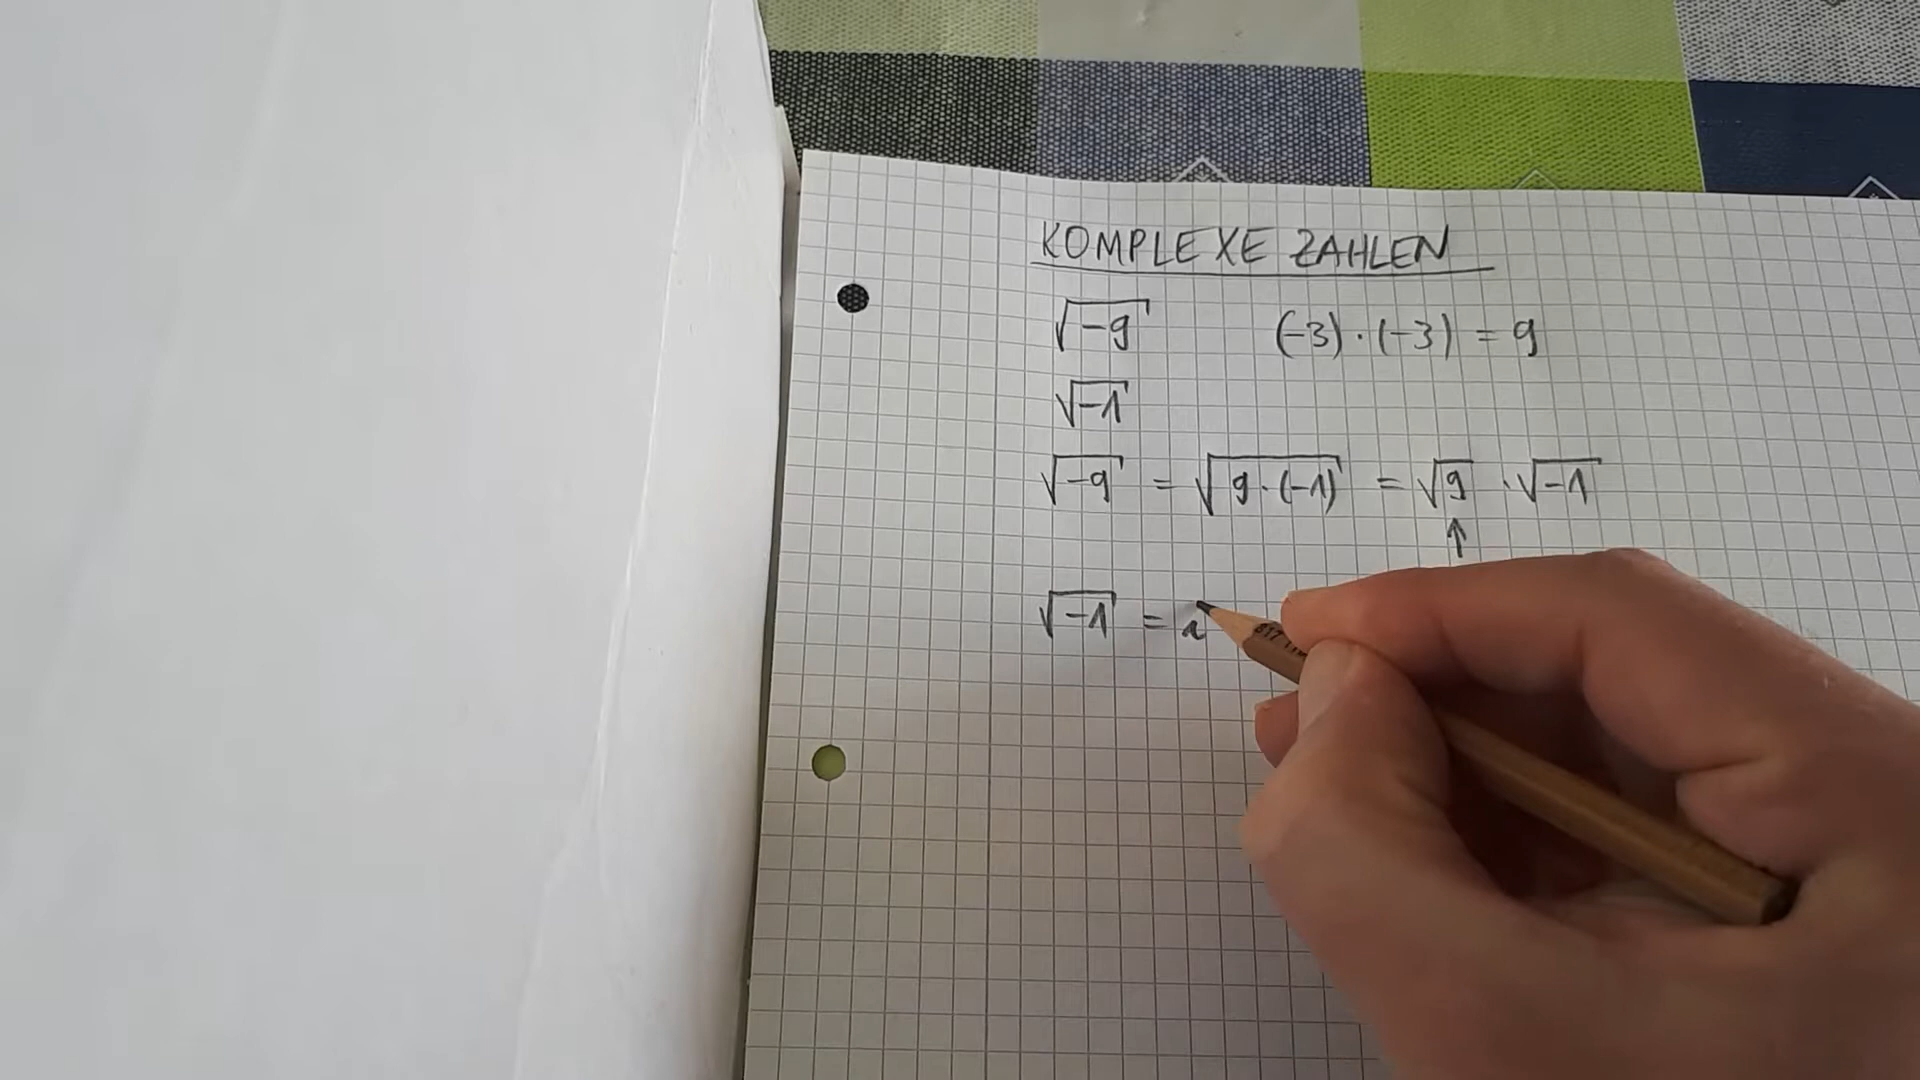 KOMPLEXE ZAHLEN
√-9 (-3)·(-3) = 9
√-1
√-9 = √9·(-1) = √9 · √-1
↑
√-1 = i